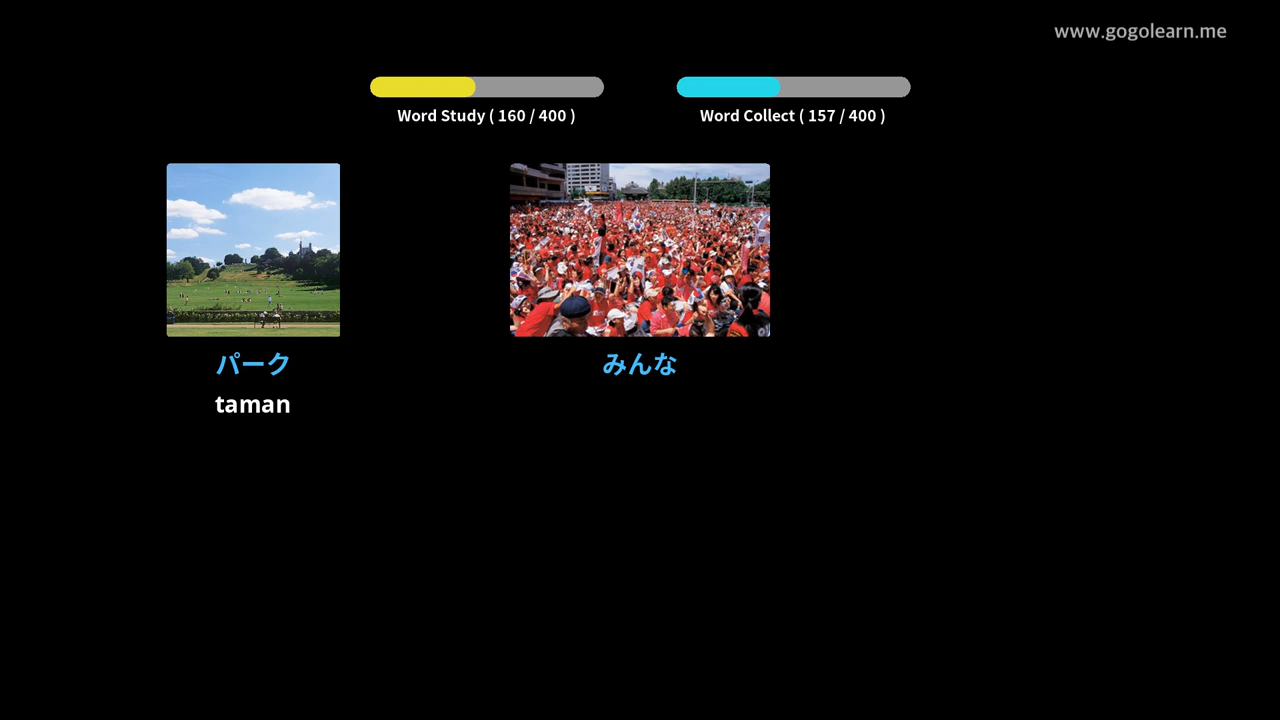 www.gogolearn.me
Word Study ( 160 / 400 )
Word Collect ( 157 / 400 )
パーク
taman
みんな